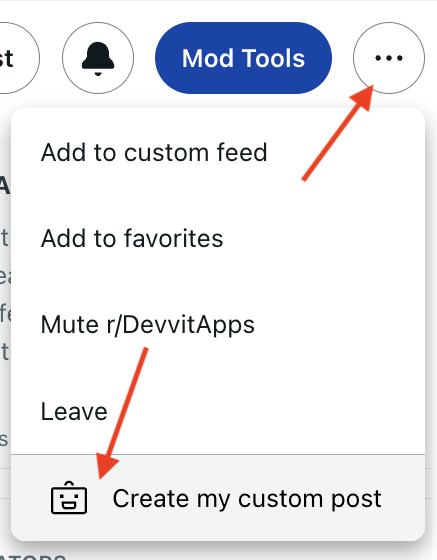 st
Mod Tools
Add to custom feed
Add to favorites
Mute r/DevvitApps
Leave
Create my custom post